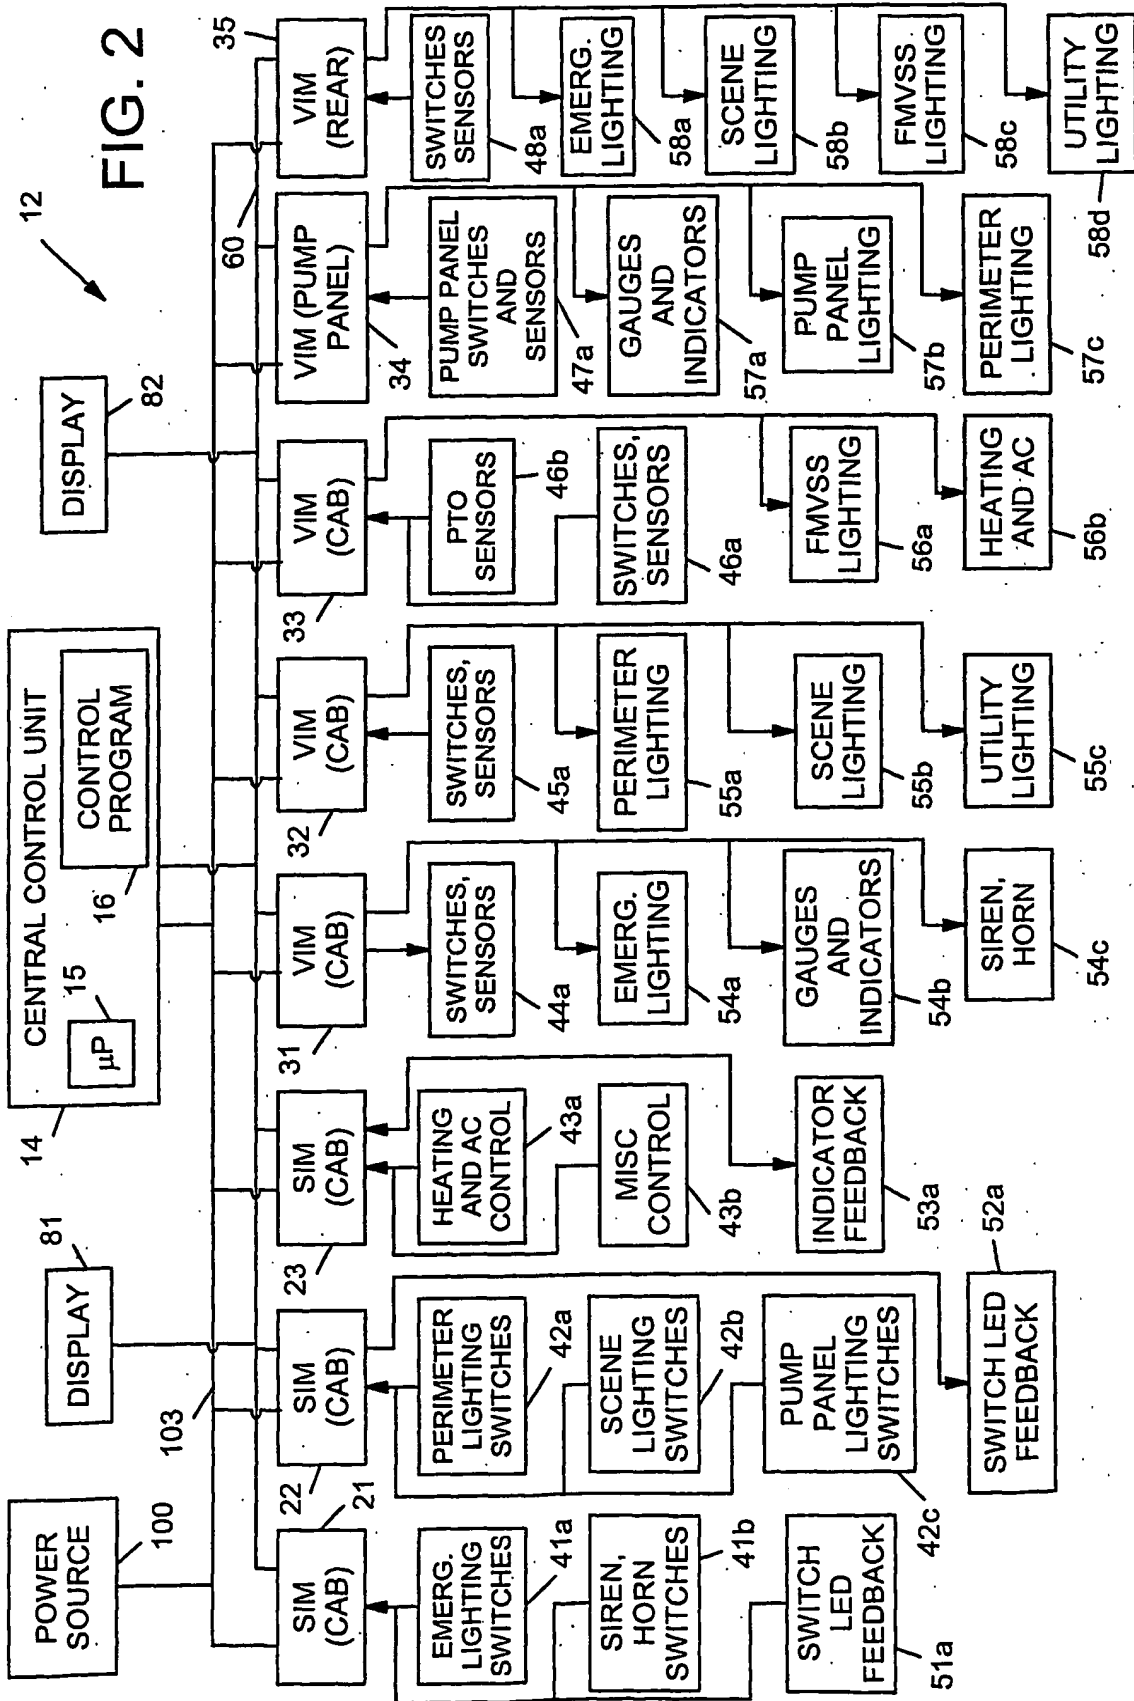 FIG. 2
12
POWER
SOURCE
100
103
DISPLAY
81
CENTRAL CONTROL UNIT
14
µP
15
CONTROL
PROGRAM
16
DISPLAY
82
60
SIM
(CAB)
21
EMERG.
LIGHTING
SWITCHES
41a
SIREN,
HORN
SWITCHES
41b
SWITCH
LED
FEEDBACK
51a
SIM
(CAB)
22
PERIMETER
LIGHTING
SWITCHES
42a
SCENE
LIGHTING
SWITCHES
42b
PUMP
PANEL
LIGHTING
SWITCHES
42c
SWITCH LED
FEEDBACK
52a
SIM
(CAB)
23
HEATING
AND AC
CONTROL
43a
MISC
CONTROL
43b
INDICATOR
FEEDBACK
53a
VIM
(CAB)
31
SWITCHES,
SENSORS
44a
EMERG.
LIGHTING
54a
GAUGES
AND
INDICATORS
54b
SIREN,
HORN
54c
VIM
(CAB)
32
SWITCHES,
SENSORS
45a
PERIMETER
LIGHTING
55a
SCENE
LIGHTING
55b
UTILITY
LIGHTING
55c
VIM
(CAB)
33
PTO
SENSORS
46b
SWITCHES,
SENSORS
46a
FMVSS
LIGHTING
56a
HEATING
AND AC
56b
VIM (PUMP
PANEL)
34
PUMP PANEL
SWITCHES
AND
SENSORS
47a
GAUGES
AND
INDICATORS
57a
PUMP
PANEL
LIGHTING
57b
PERIMETER
LIGHTING
57c
VIM
(REAR)
35
SWITCHES
SENSORS
48a
EMERG.
LIGHTING
58a
SCENE
LIGHTING
58b
FMVSS
LIGHTING
58c
UTILITY
LIGHTING
58d